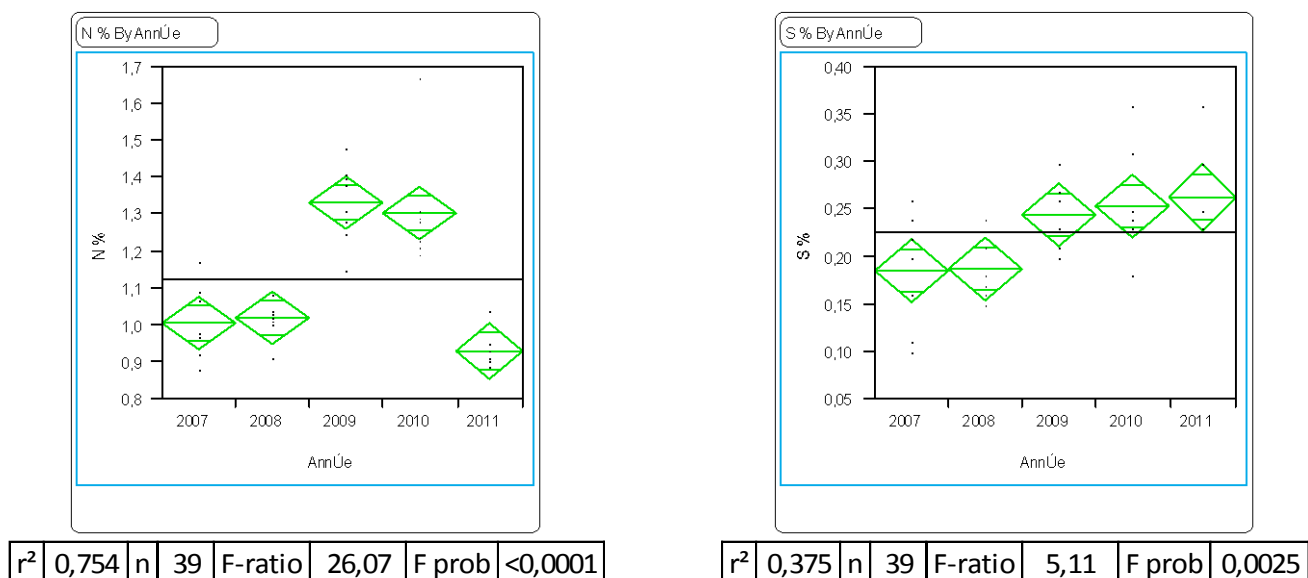 N % By AnnÚe
1,7
1,6
1,5
1,4
1,3
1,2
1,1
1,0
0,9
0,8
N %
2007 2008 2009 2010 2011
AnnÚe
r² 0,754 n 39 F-ratio 26,07 F prob <0,0001
S % By AnnÚe
0,40
0,35
0,30
0,25
0,20
0,15
0,10
0,05
S %
2007 2008 2009 2010 2011
AnnÚe
r² 0,375 n 39 F-ratio 5,11 F prob 0,0025